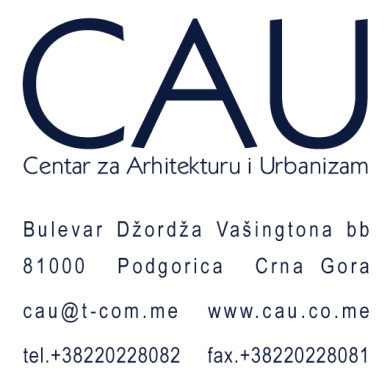 CAU
Centar za Arhitekturu i Urbanizam
Bulevar Džordža Vašingtona bb
81000 Podgorica Crna Gora
cau@t-com.me www.cau.co.me
tel.+38220228082 fax.+38220228081